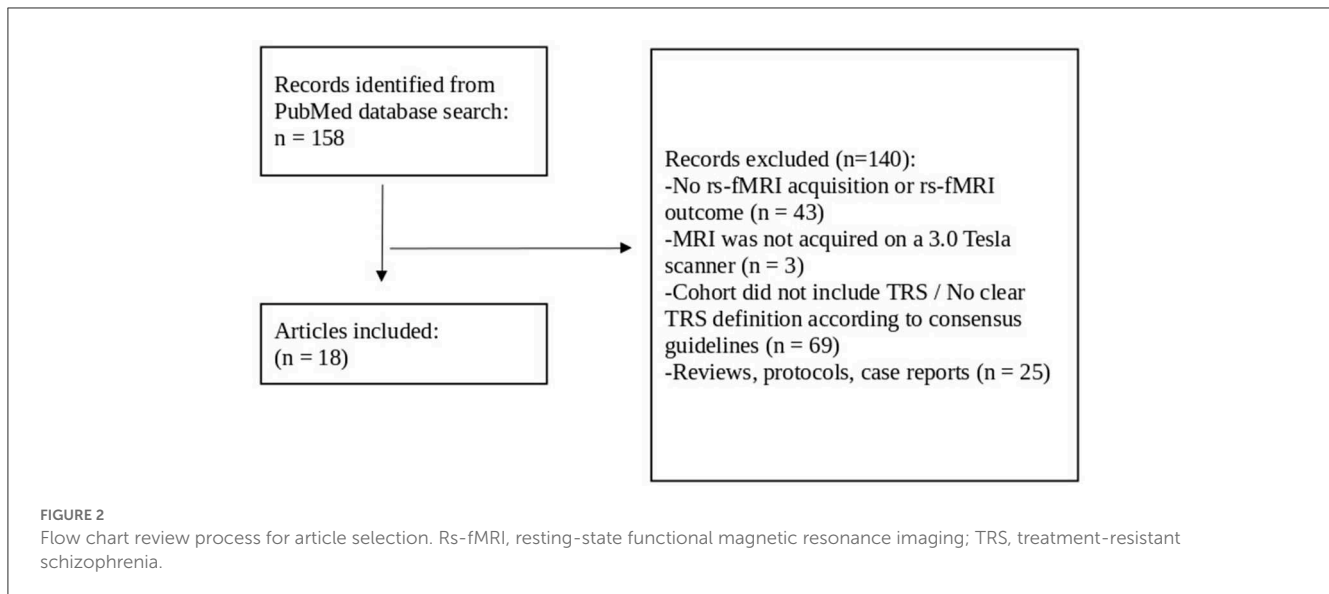 Records identified from
PubMed database search:
n = 158
Records excluded (n=140):
-No rs-fMRI acquisition or rs-fMRI
outcome (n = 43)
-MRI was not acquired on a 3.0 Tesla
scanner (n = 3)
-Cohort did not include TRS / No clear
TRS definition according to consensus
guidelines (n = 69)
-Reviews, protocols, case reports (n = 25)
Articles included:
(n = 18)
FIGURE 2
Flow chart review process for article selection. Rs-fMRI, resting-state functional magnetic resonance imaging; TRS, treatment-resistant
schizophrenia.